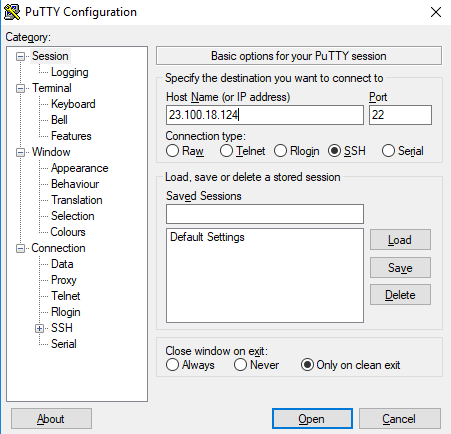 PuTTY Configuration
Category:
Session
Logging
Terminal
Keyboard
Bell
Features
Window
Appearance
Behaviour
Translation
Selection
Colours
Connection
Data
Proxy
Telnet
Rlogin
SSH
Serial
Basic options for your PuTTY session
Specify the destination you want to connect to
Host Name (or IP address) Port
23.100.18.124 22
Connection type:
Raw Telnet Rlogin SSH Serial
Load, save or delete a stored session
Saved Sessions
Default Settings
Load
Save
Delete
Close window on exit:
Always Never Only on clean exit
About Open Cancel